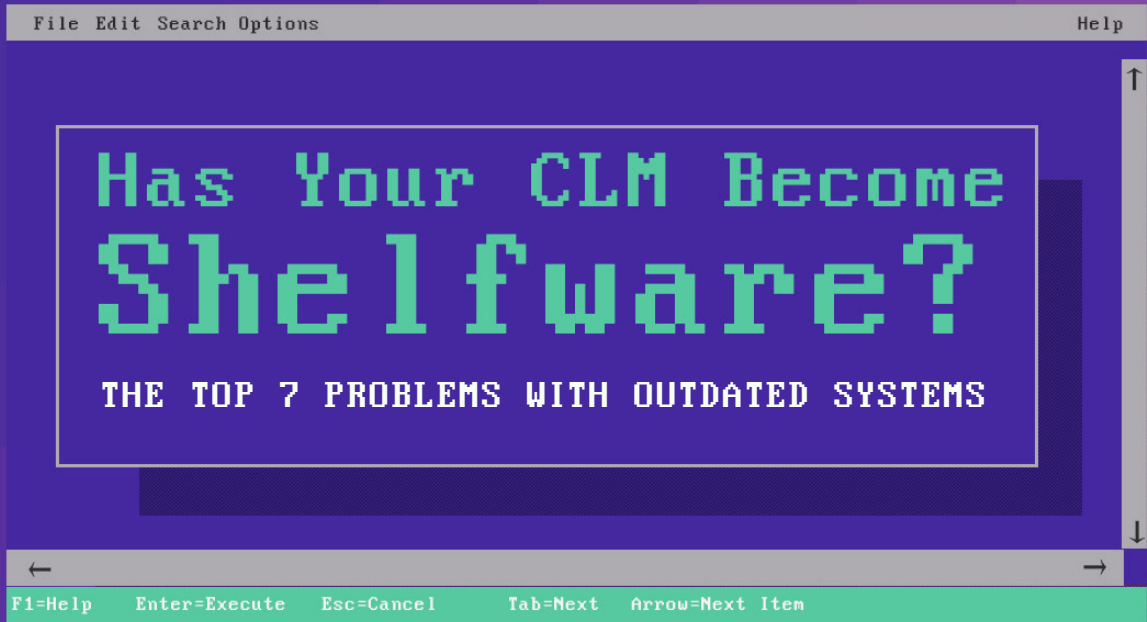 File Edit Search Options Help
↑
Has Your CLM Become
Shelfware?
THE TOP 7 PROBLEMS WITH OUTDATED SYSTEMS
↓
← →
F1=Help Enter=Execute Esc=Cancel Tab=Next Arrow=Next Item